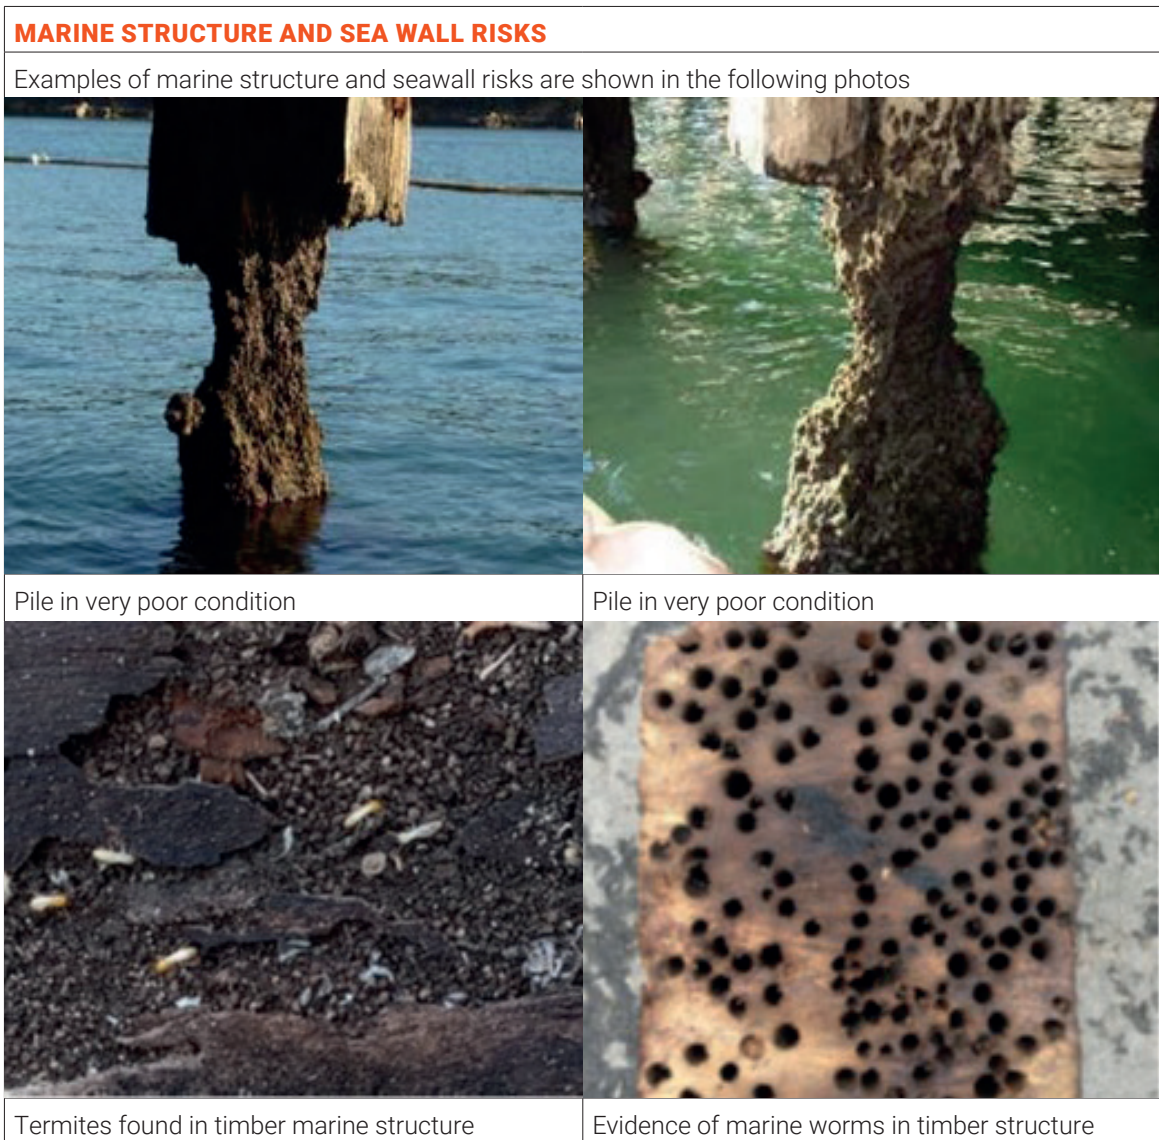 MARINE STRUCTURE AND SEA WALL RISKS
Examples of marine structure and seawall risks are shown in the following photos
Pile in very poor condition
Pile in very poor condition
Termites found in timber marine structure
Evidence of marine worms in timber structure